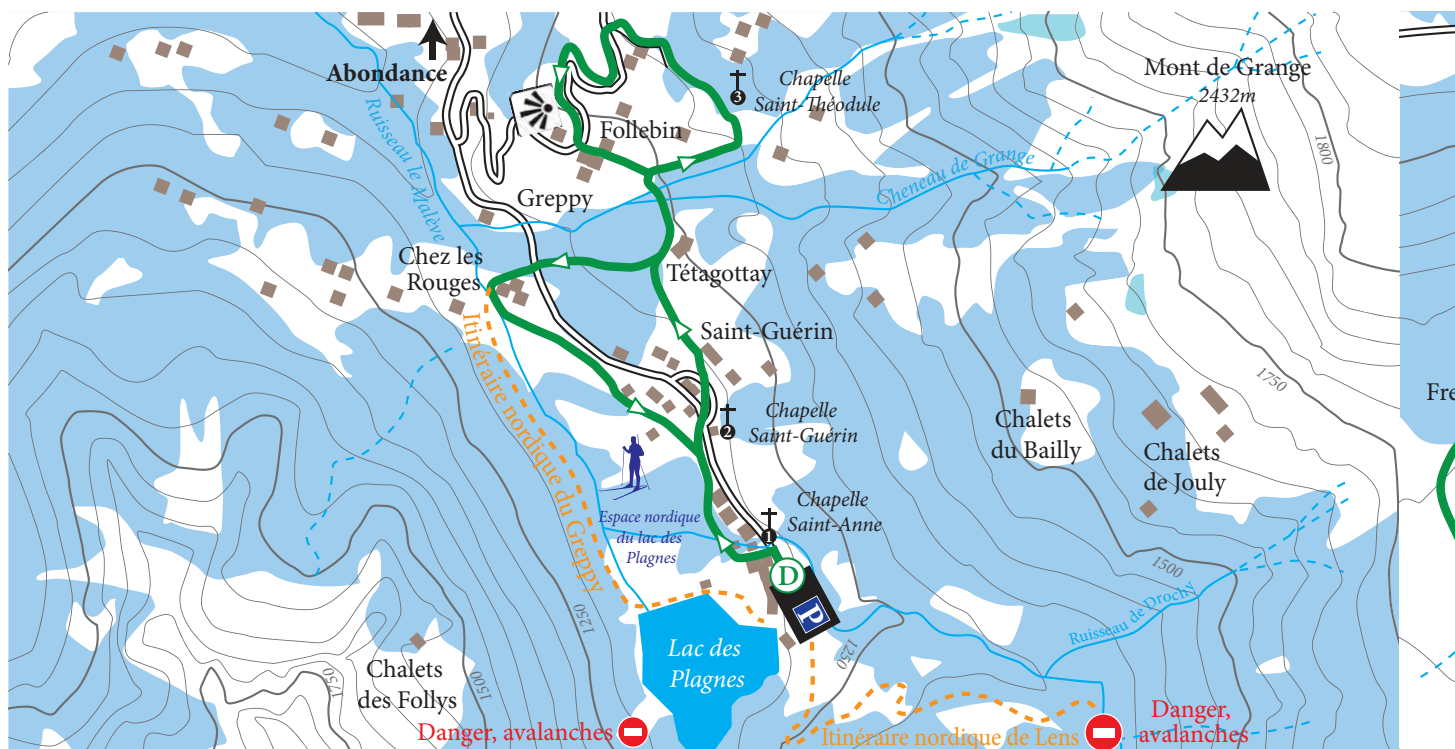 Abondance
Ruisseau le Malève
3
Chapelle
Saint-Théodule
Mont de Grange
2432m
1800
Follebin
Cheneau de Grange
Greppy
Chez les
Rouges
Tétagottay
Saint-Guérin
Itinéraire nordique du Greppy
1750
Fre
Chapelle
Saint-Guérin
2
Chalets
du Bailly
Chalets
de Jouly
Chapelle
Saint-Anne
1
Espace nordique
du lac des
Plagnes
D
P
1500
Ruisseau de Drochy
1250
1250
Lac des
Plagnes
Chalets
des Follys
1750
1500
Danger, avalanches
Itinéraire nordique de Lens
Danger,
avalanches